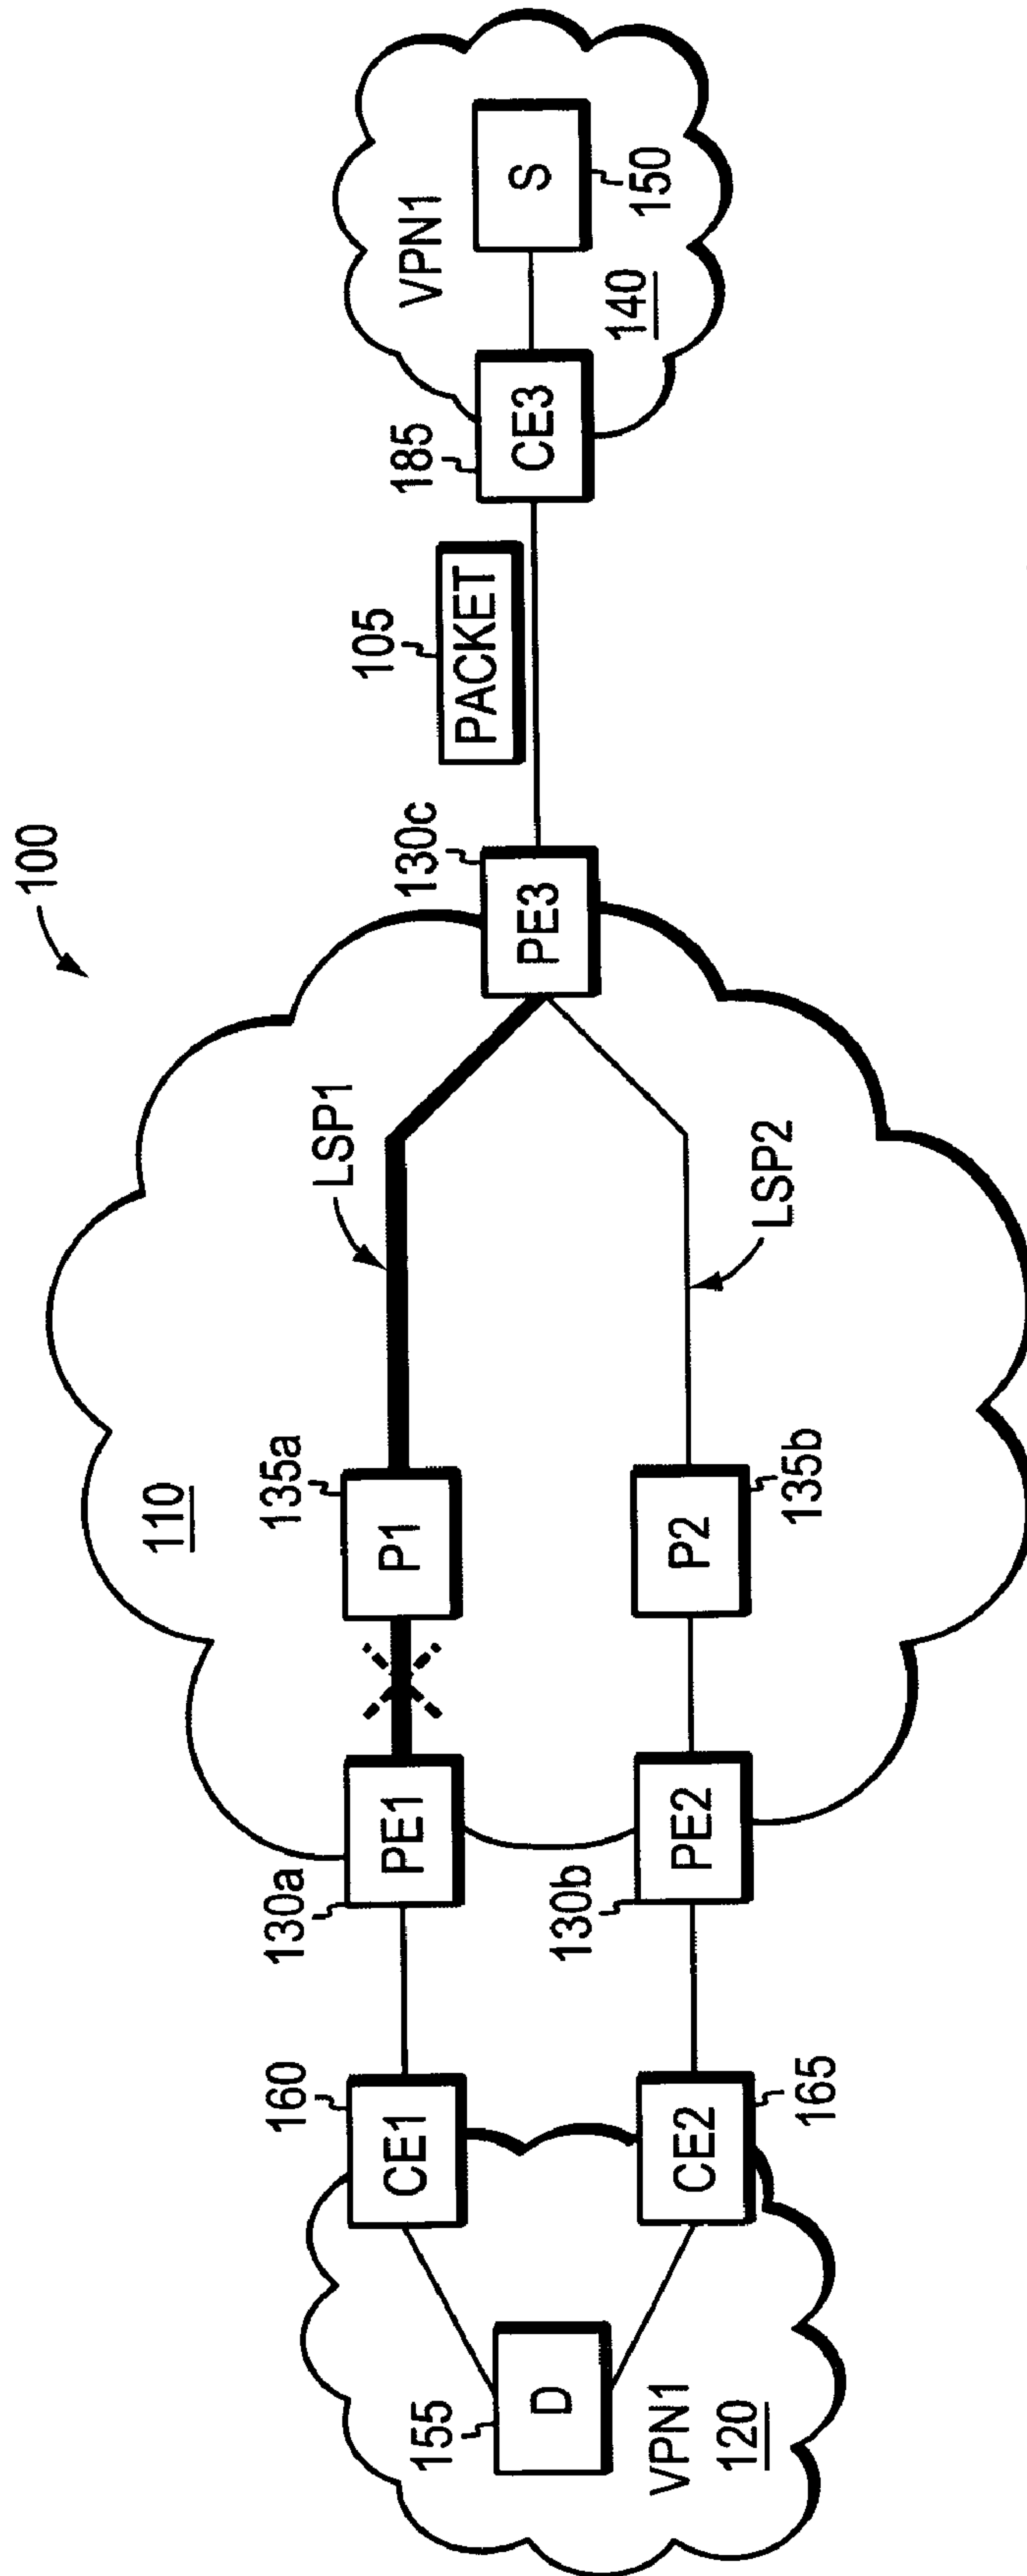 100
110
VPN1
120
155
D
160
CE1
165
CE2
130a
PE1
130b
PE2
135a
P1
135b
P2
LSP1
LSP2
130c
PE3
105
PACKET
185
CE3
VPN1
140
S
150